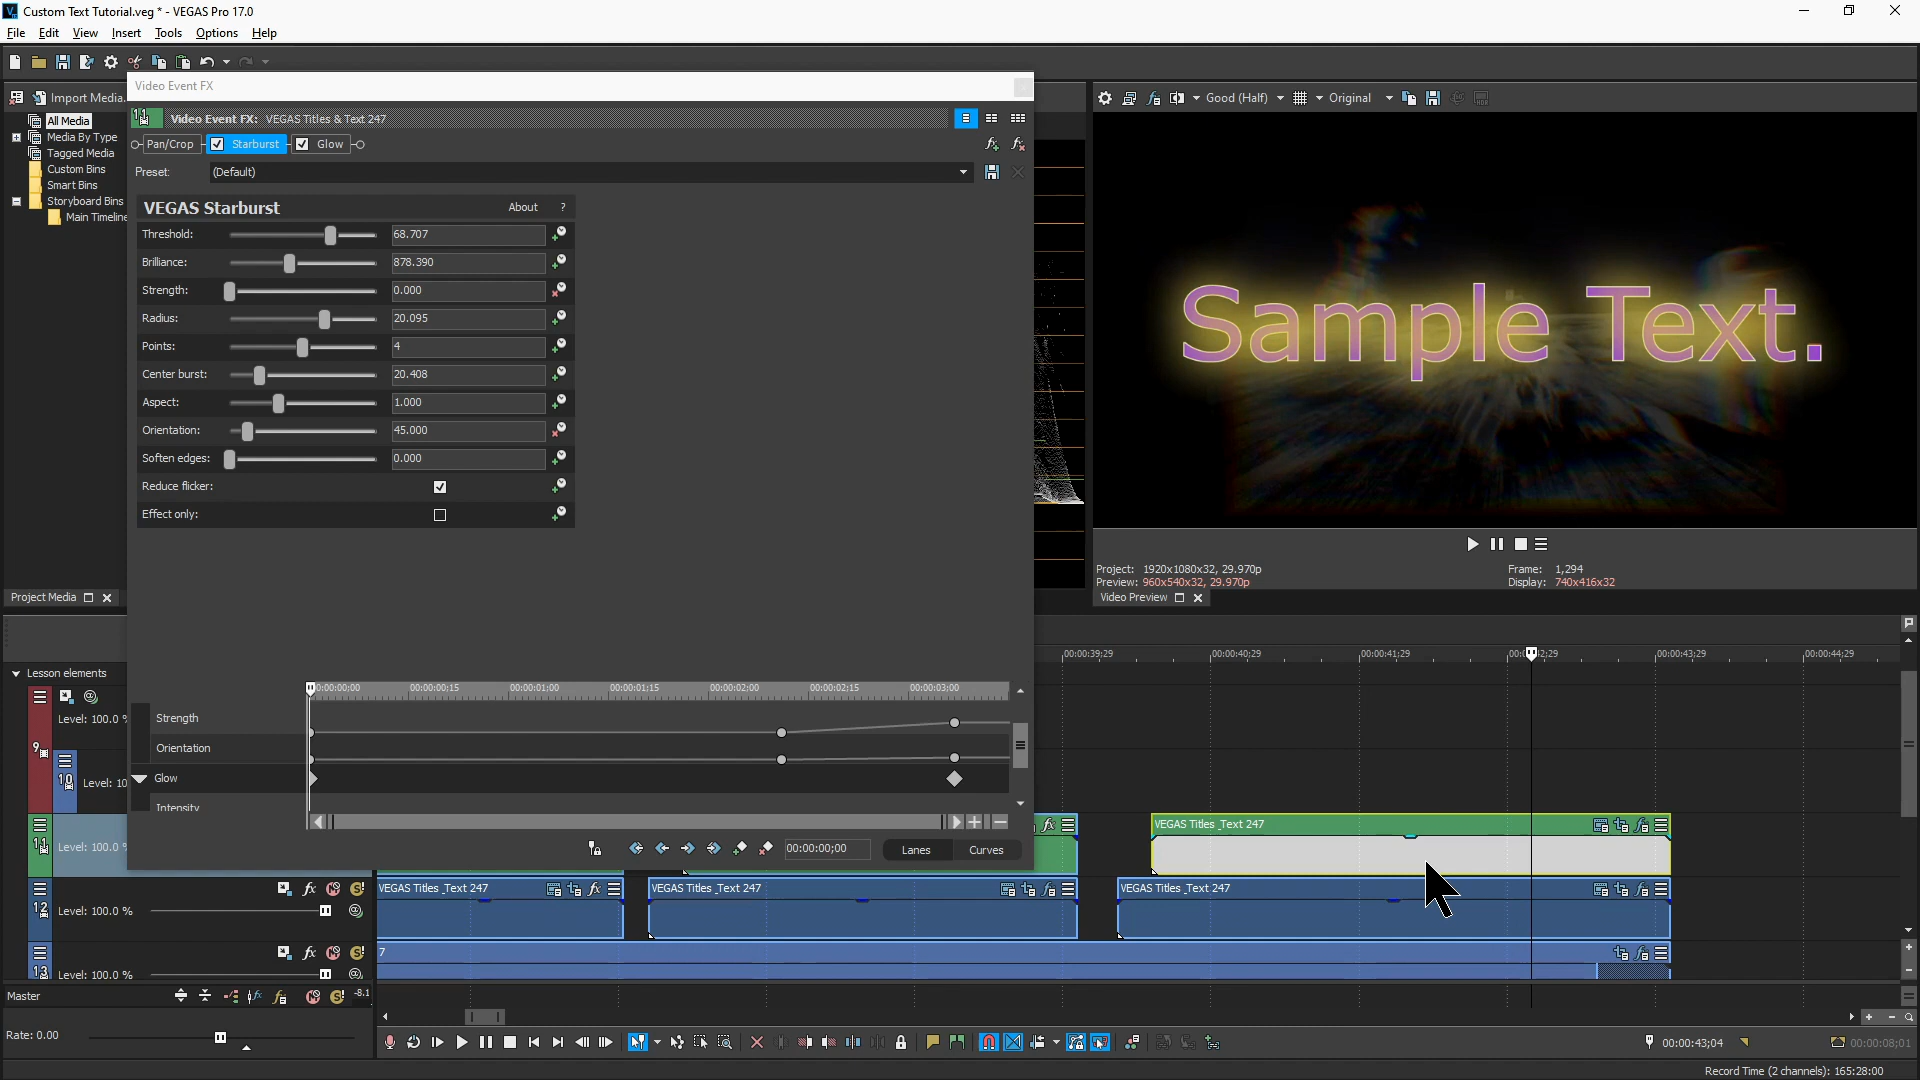 Custom Text Tutorial.veg * - VEGAS Pro 17.0
File Edit View Insert Tools Options Help
Import Media...
All Media
Media By Type
Tagged Media
Custom Bins
Smart Bins
Storyboard Bins
Main Timeline
Project Media
Video Event FX
Video Event FX: VEGAS Titles & Text 247
Pan/Crop Starburst Glow
Preset: (Default)
VEGAS Starburst About ?
Threshold: 68.707
Brilliance: 878.390
Strength: 0.000
Radius: 20.095
Points: 4
Center burst: 20.408
Aspect: 1.000
Orientation: 45.000
Soften edges: 0.000
Reduce flicker:
Effect only:
00:00:00:00 00:00:00;15 00:00:01;00 00:00:01;15 00:00:02;00 00:00:02;15 00:00:03;00
Strength
Orientation
Glow
Intensity
00:00:00;00 Lanes Curves
Good (Half) Original
Sample Text.
Project: 1920x1080x32, 29.970p
Frame: 1,294
Preview: 960x540x32, 29.970p
Display: 740x416x32
Video Preview
00:00:39;29 00:00:40;29 00:00:41;29 00:00:43;29 00:00:44;29
Lesson elements
Level: 100.0 %
9
10 Level: 10
11 Level: 100.0 %
VEGAS Titles _Text 247
12 Level: 100.0 %
VEGAS Titles _Text 247 VEGAS Titles _Text 247 VEGAS Titles _Text 247
7
13 Level: 100.0 %
Master -8.1
Rate: 0.00
00:00:43;04 00:00:08;01
Record Time (2 channels): 165:28:00